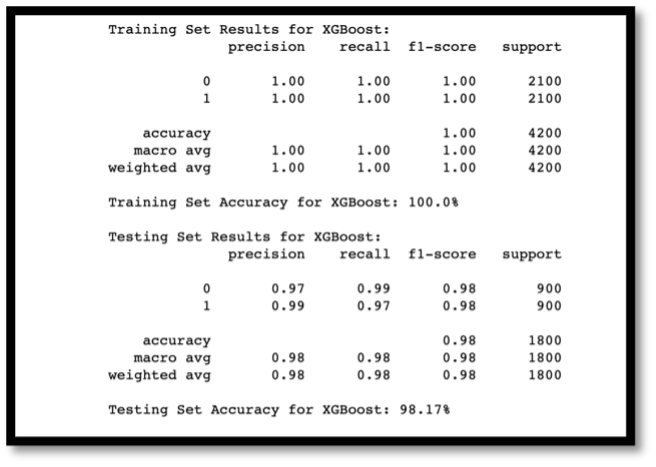 Training Set Results for XGBoost:
precision recall f1-score support
0 1.00 1.00 1.00 2100
1 1.00 1.00 1.00 2100
accuracy 1.00 4200
macro avg 1.00 1.00 1.00 4200
weighted avg 1.00 1.00 1.00 4200
Training Set Accuracy for XGBoost: 100.0%
Testing Set Results for XGBoost:
precision recall f1-score support
0 0.97 0.99 0.98 900
1 0.99 0.97 0.98 900
accuracy 0.98 1800
macro avg 0.98 0.98 0.98 1800
weighted avg 0.98 0.98 0.98 1800
Testing Set Accuracy for XGBoost: 98.17%